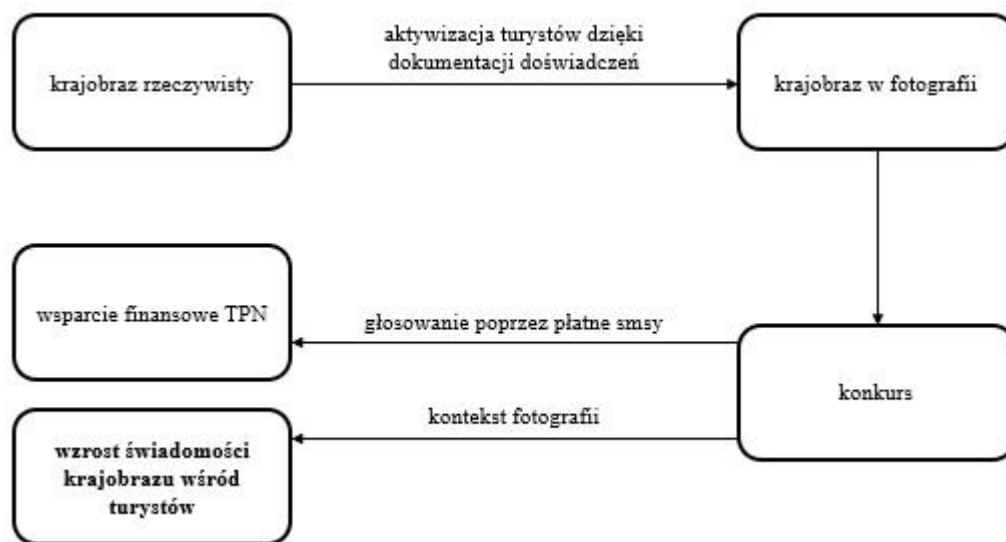 aktywizacja turystów dzięki
dokumentacji doświadczeń
krajobraz rzeczywisty
krajobraz w fotografii
wsparcie finansowe TPN
głosowanie poprzez płatne smsy
konkurs
kontekst fotografii
wzrost świadomości
krajobrazu wśród
turystów